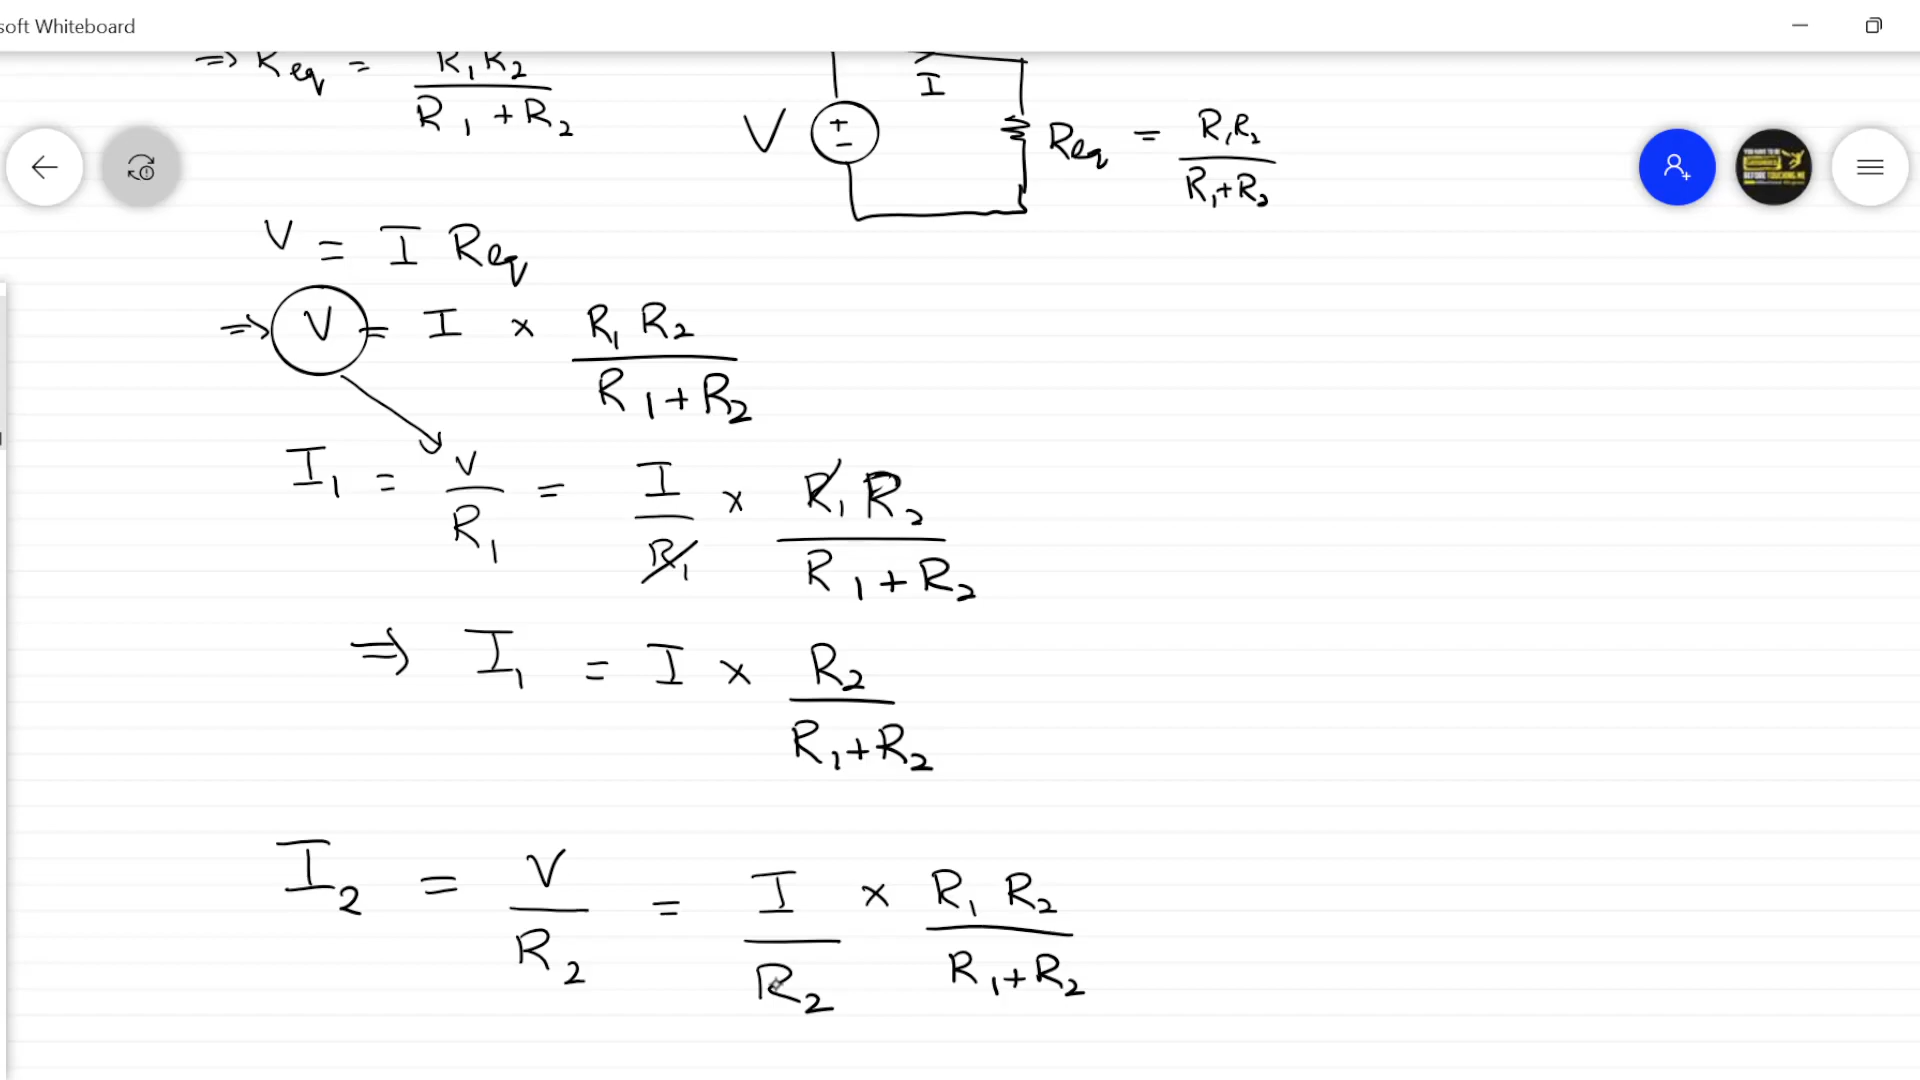 soft Whiteboard
⇒ Req = R₁R₂ / R₁+R₂
I
V + − Req = R₁R₂ / R₁+R₂
V = I Req
⇒ V = I × R₁ R₂ / R₁+R₂
I₁ = V / R₁ = I / R₁ × R₁ R₂ / R₁+R₂
⇒ I₁ = I × R₂ / R₁+R₂
I₂ = V / R₂ = I / R₂ × R₁ R₂ / R₁+R₂